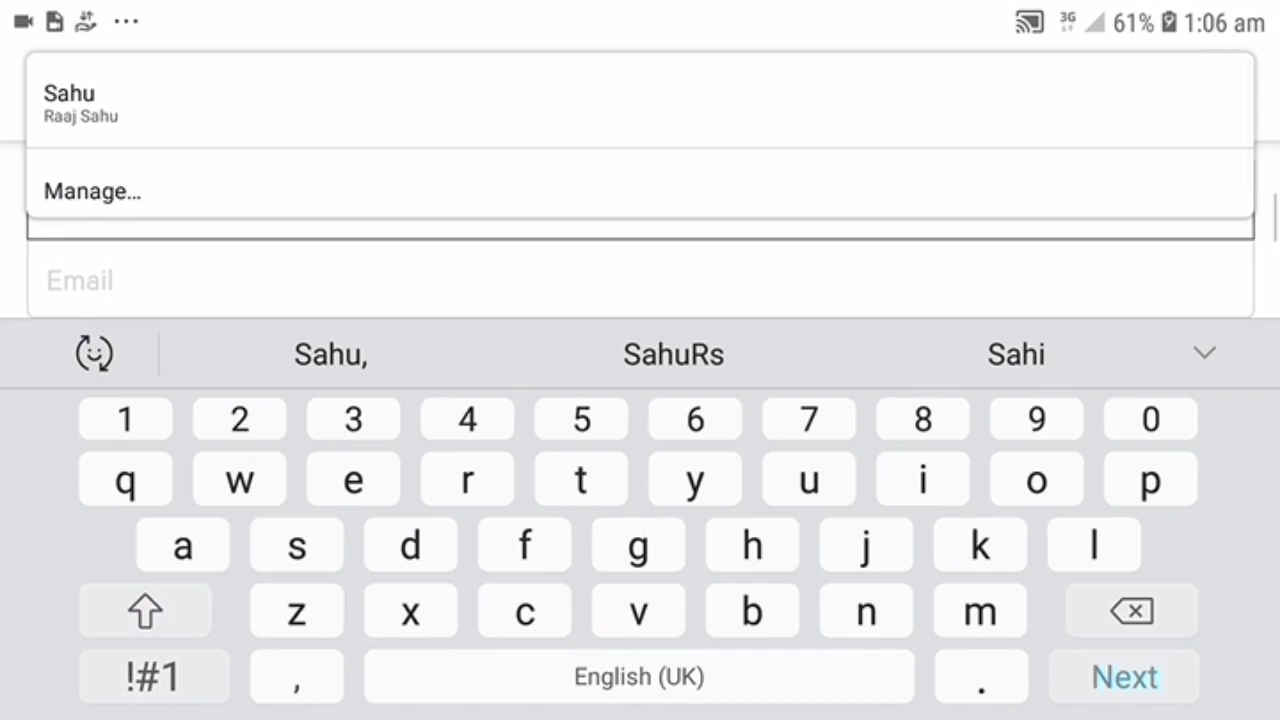 3G 61% 1:06 am
Sahu
Raaj Sahu
Manage...
Email
Sahu, SahuRs Sahi
1 2 3 4 5 6 7 8 9 0
q w e r t y u i o p
a s d f g h j k l
z x c v b n m
!#1 , English (UK) . Next